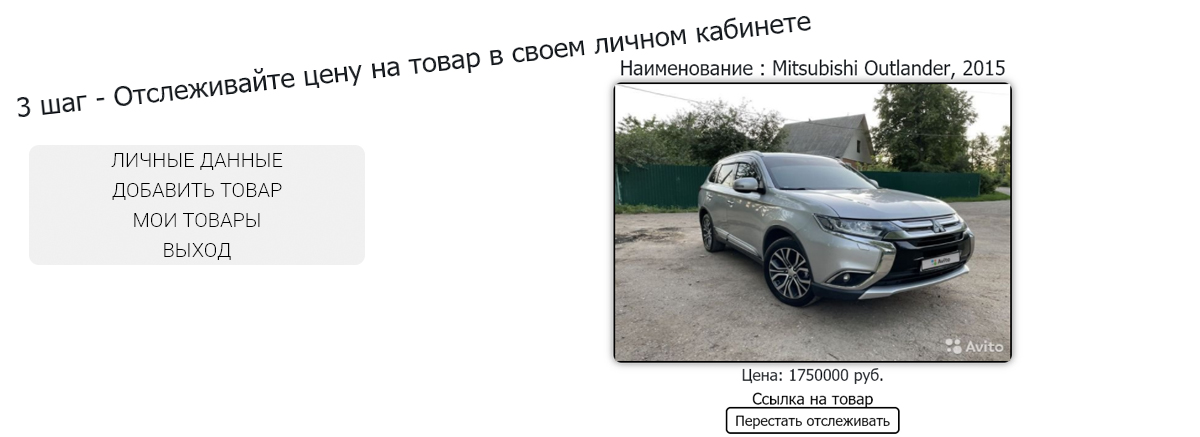 3 шаг - Отслеживайте цену на товар в своем личном кабинете
ЛИЧНЫЕ ДАННЫЕ
ДОБАВИТЬ ТОВАР
МОИ ТОВАРЫ
ВЫХОД
Наименование : Mitsubishi Outlander, 2015
Avito
Avito
Цена: 1750000 руб.
Ссылка на товар
Перестать отслеживать